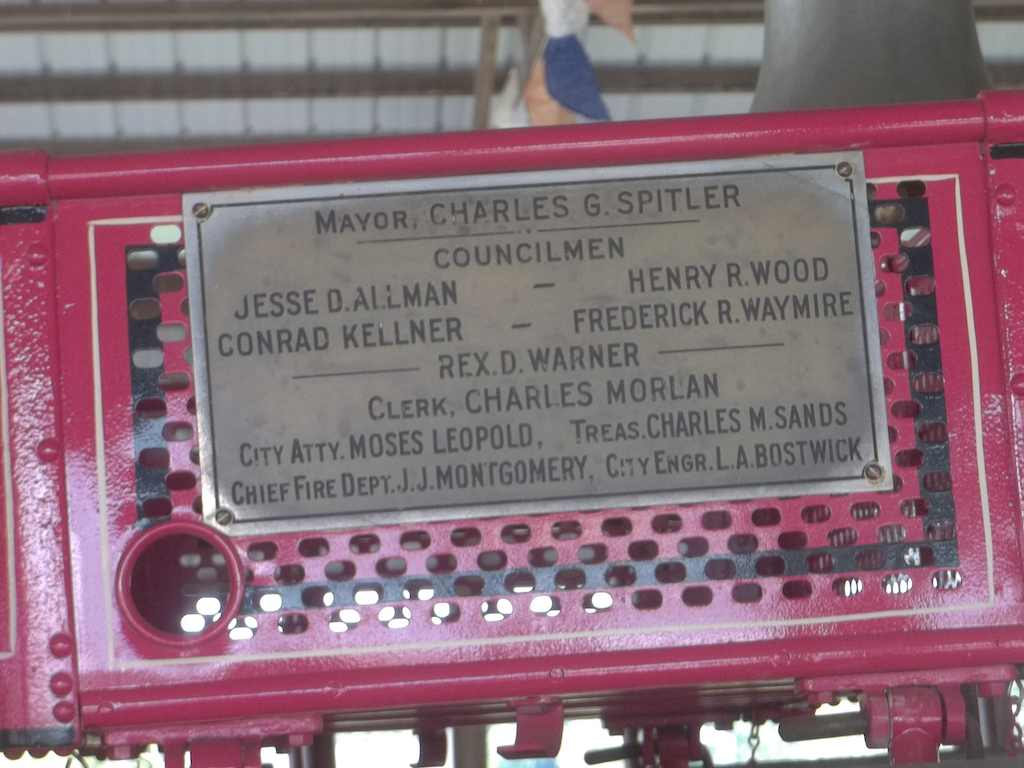 MAYOR, CHARLES G. SPITLER
COUNCILMEN
JESSE D. ALLMAN — HENRY R. WOOD
CONRAD KELLNER — FREDERICK R. WAYMIRE
REX. D. WARNER
CLERK, CHARLES MORLAN
CITY ATTY. MOSES LEOPOLD, TREAS. CHARLES M. SANDS
CHIEF FIRE DEPT. J. J. MONTGOMERY, CITY ENGR. L. A. BOSTWICK